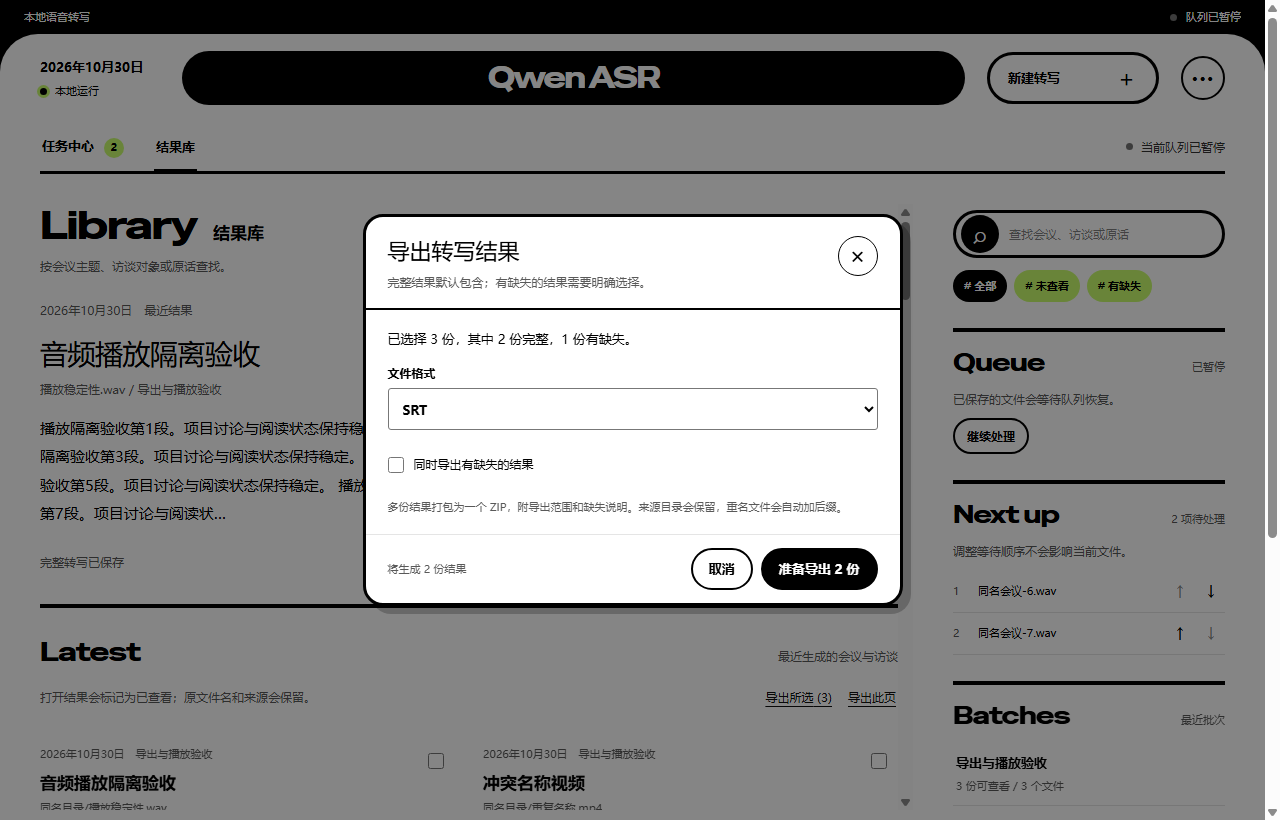 本地语音转写
队列已暂停
2026年10月30日
本地运行
Qwen ASR
新建转写 +
任务中心 2
结果库
当前队列已暂停
Library 结果库
按会议主题、访谈对象或原话查找。
2026年10月30日 最近结果
音频播放隔离验收
播放稳定性.wav / 导出与播放验收
播放隔离验收第1段。项目讨论与阅读状态保持稳
隔离验收第3段。项目讨论与阅读状态保持稳定。
验收第5段。项目讨论与阅读状态保持稳定。 播放
第7段。项目讨论与阅读状...
完整转写已保存
导出转写结果
完整结果默认包含；有缺失的结果需要明确选择。
已选择 3 份，其中 2 份完整，1 份有缺失。
文件格式
SRT
同时导出有缺失的结果
多份结果打包为一个 ZIP，附导出范围和缺失说明。来源目录会保留，重名文件会自动加后缀。
将生成 2 份结果
取消
准备导出 2 份
Latest
最近生成的会议与访谈
打开结果会标记为已查看；原文件名和来源会保留。
导出所选 (3)
导出此页
2026年10月30日 导出与播放验收
音频播放隔离验收
同名目录/播放稳定性.wav
2026年10月30日 导出与播放验收
冲突名称视频
同名目录/重复名称.mp4
查找会议、访谈或原话
# 全部
# 未查看
# 有缺失
Queue
已暂停
已保存的文件会等待队列恢复。
继续处理
Next up
2 项待处理
调整等待顺序不会影响当前文件。
1 同名会议-6.wav ↑ ↓
2 同名会议-7.wav ↑ ↓
Batches
最近批次
导出与播放验收
3 份可查看 / 3 个文件